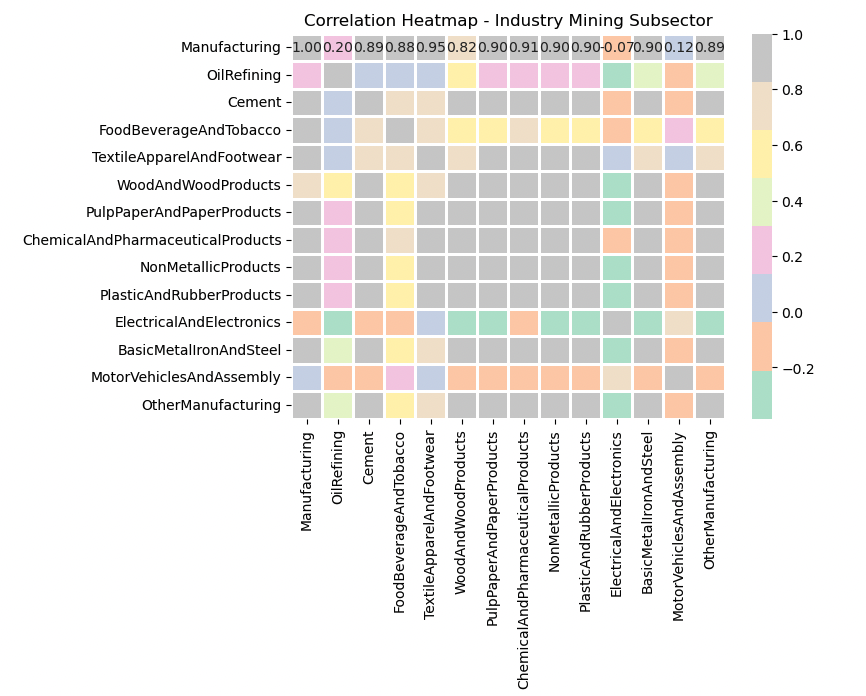 Correlation Heatmap - Industry Mining Subsector
Manufacturing 1.00 0.20 0.89 0.88 0.95 0.82 0.90 0.91 0.90 0.90 -0.07 0.90 0.12 0.89
OilRefining
Cement
FoodBeverageAndTobacco
TextileApparelAndFootwear
WoodAndWoodProducts
PulpPaperAndPaperProducts
ChemicalAndPharmaceuticalProducts
NonMetallicProducts
PlasticAndRubberProducts
ElectricalAndElectronics
BasicMetalIronAndSteel
MotorVehiclesAndAssembly
OtherManufacturing
Manufacturing
OilRefining
Cement
FoodBeverageAndTobacco
TextileApparelAndFootwear
WoodAndWoodProducts
PulpPaperAndPaperProducts
ChemicalAndPharmaceuticalProducts
NonMetallicProducts
PlasticAndRubberProducts
ElectricalAndElectronics
BasicMetalIronAndSteel
MotorVehiclesAndAssembly
OtherManufacturing
1.0
0.8
0.6
0.4
0.2
0.0
−0.2